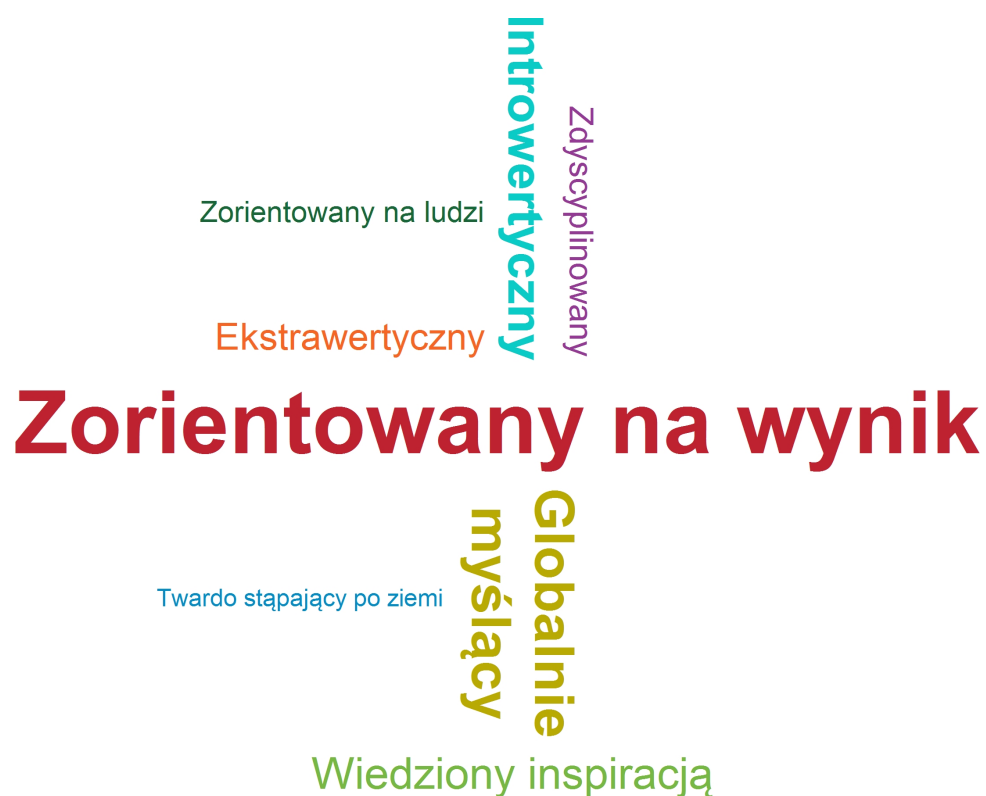 Introwertyczny
Zdyscyplinowany
Zorientowany na ludzi
Ekstrawertyczny
Zorientowany na wynik
Globalnie
myślący
Twardo stąpający po ziemi
Wiedziony inspiracją